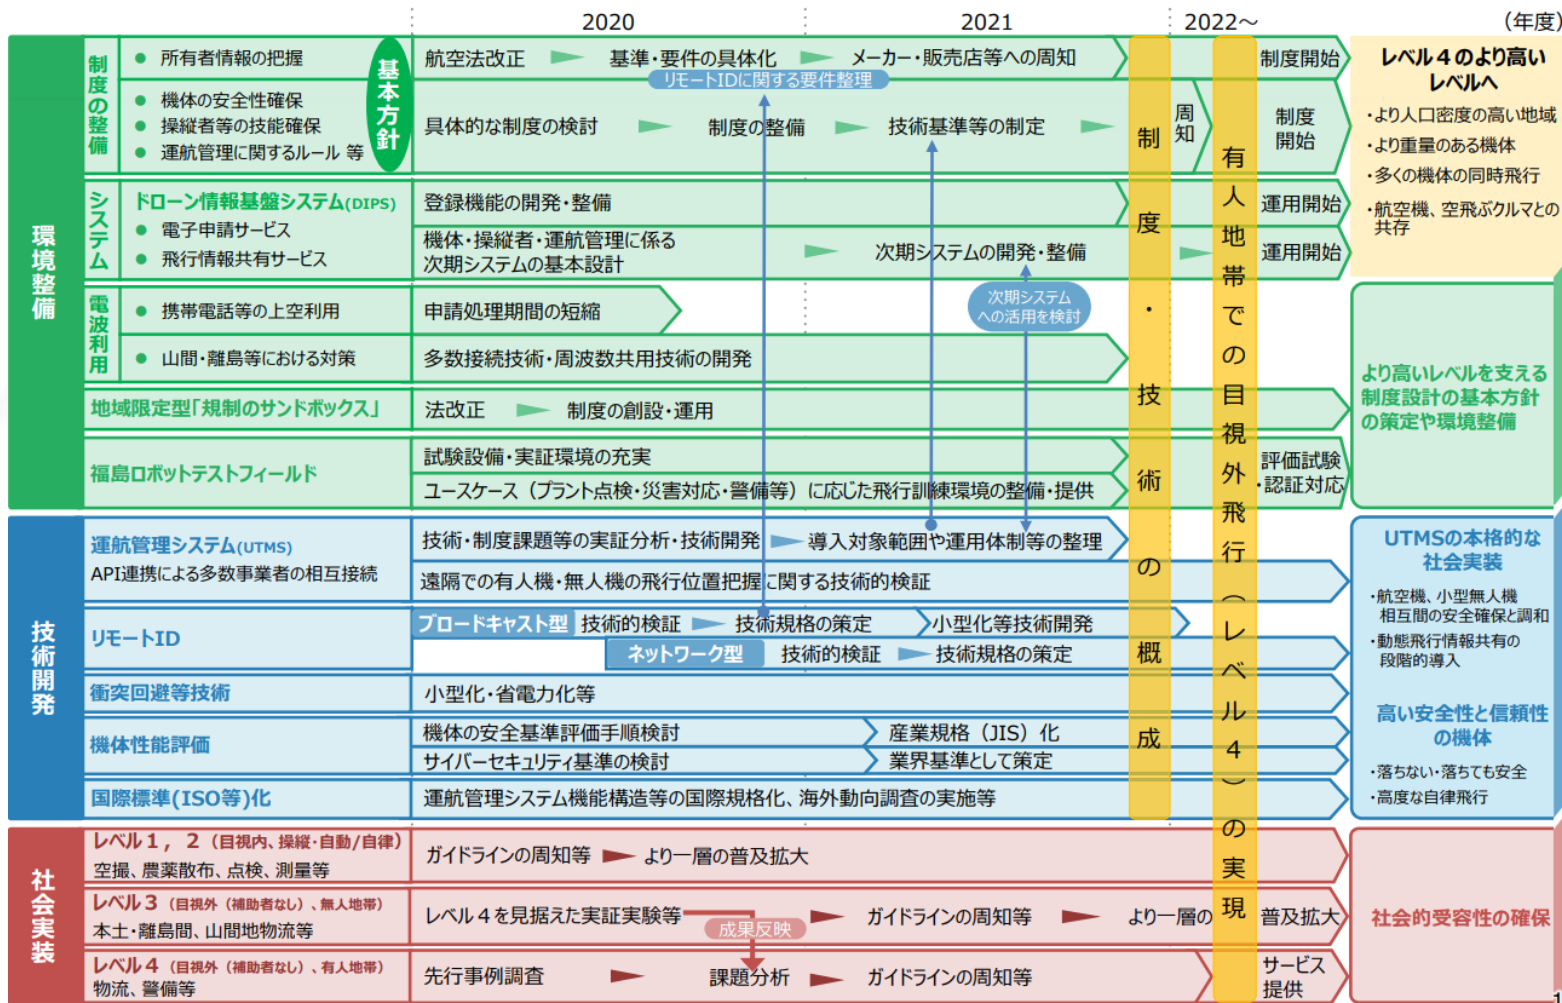 2020 2021 2022～ (年度)
環境整備
制度の整備
● 所有者情報の把握
● 機体の安全性確保
● 操縦者等の技能確保
● 運航管理に関するルール 等
基本方針
航空法改正 基準・要件の具体化 メーカー・販売店等への周知 制度開始
リモートIDに関する要件整理
具体的な制度の検討 制度の整備 技術基準等の制定 周知 制度開始
システム
ドローン情報基盤システム(DIPS)
● 電子申請サービス
● 飛行情報共有サービス
登録機能の開発・整備 運用開始
機体・操縦者・運航管理に係る
次期システムの基本設計
次期システムの開発・整備 運用開始
次期システム
への活用を検討
電波利用
● 携帯電話等の上空利用
申請処理期間の短縮
● 山間・離島等における対策
多数接続技術・周波数共用技術の開発
地域限定型「規制のサンドボックス」
法改正 制度の創設・運用
福島ロボットテストフィールド
試験設備・実証環境の充実
ユースケース（プラント点検・災害対応・警備等）に応じた飛行訓練環境の整備・提供
評価試験
・認証対応
制度・技術の概成
有人地帯での目視外飛行（レベル４）の実現
レベル４のより高い
レベルへ
・より人口密度の高い地域
・より重量のある機体
・多くの機体の同時飛行
・航空機、空飛ぶクルマとの
共存
より高いレベルを支える
制度設計の基本方針
の策定や環境整備
技術開発
運航管理システム(UTMS)
API連携による多数事業者の相互接続
技術・制度課題等の実証分析・技術開発 導入対象範囲や運用体制等の整理
遠隔での有人機・無人機の飛行位置把握に関する技術的検証
リモートID
ブロードキャスト型 技術的検証 技術規格の策定 小型化等技術開発
ネットワーク型 技術的検証 技術規格の策定
衝突回避等技術
小型化・省電力化等
機体性能評価
機体の安全基準評価手順検討 産業規格（JIS）化
サイバーセキュリティ基準の検討 業界基準として策定
国際標準(ISO等)化
運航管理システム機能構造等の国際規格化、海外動向調査の実施等
UTMSの本格的な
社会実装
・航空機、小型無人機
相互間の安全確保と調和
・動態飛行情報共有の
段階的導入
高い安全性と信頼性
の機体
・落ちない・落ちても安全
・高度な自律飛行
社会実装
レベル１，２（目視内、操縦・自動/自律）
空撮、農薬散布、点検、測量等
ガイドラインの周知等 より一層の普及拡大
レベル３（目視外（補助者なし）、無人地帯）
本土・離島間、山間地物流等
レベル４を見据えた実証実験等 ガイドラインの周知等 より一層の 普及拡大
成果反映
レベル４（目視外（補助者なし）、有人地帯）
物流、警備等
先行事例調査 課題分析 ガイドラインの周知等 サービス提供
社会的受容性の確保
1